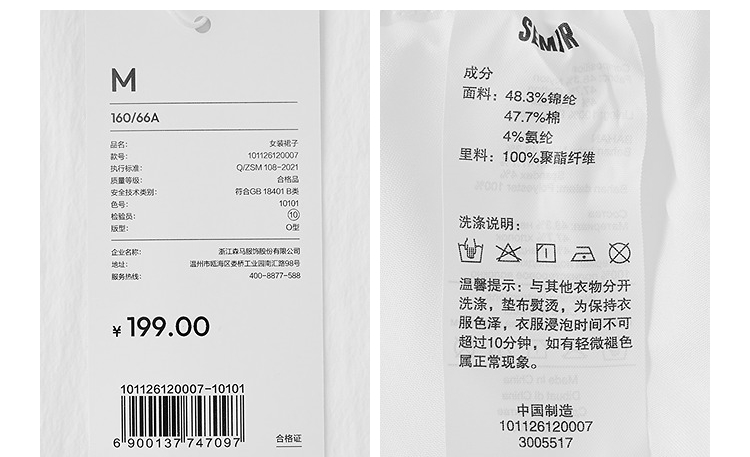 M
160/66A
品名: 女装裙子
款号: 101126120007
执行标准: Q/ZSM 108-2021
质量等级: 合格品
安全技术类别: 符合GB 18401 B类
色号: 10101
检验员: ⑩
版型: O型
企业名称: 浙江森马服饰股份有限公司
地址: 温州市瓯海区娄桥工业园南汇路98号
服务热线: 400-8877-588
¥ 199.00
101126120007-10101
6 900137 747097
合格证
SEMIR
成分
面料: 48.3%锦纶
47.7%棉
4%氨纶
里料: 100%聚酯纤维
洗涤说明:
温馨提示: 与其他衣物分开
洗涤, 垫布熨烫, 为保持衣
服色泽, 衣服浸泡时间不可
超过10分钟, 如有轻微褪色
属正常现象。
中国制造
101126120007
3005517